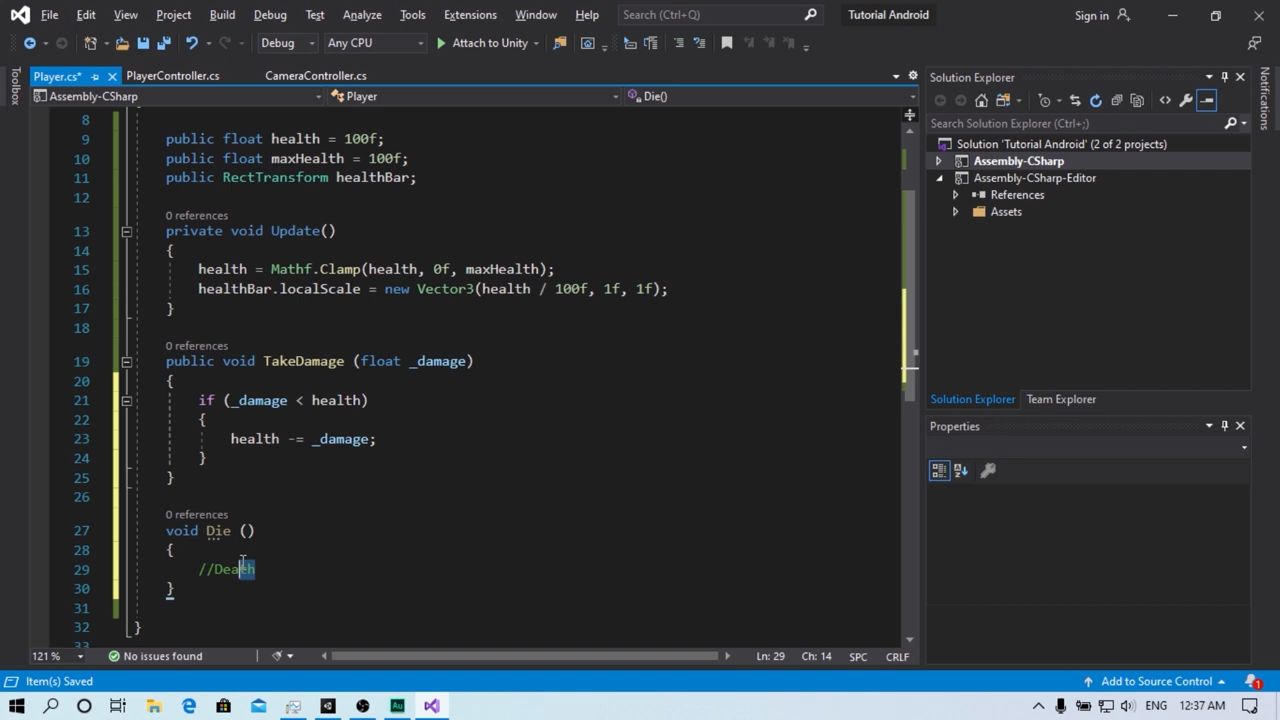 File Edit View Project Build Debug Test Analyze Tools Extensions Window Help Search (Ctrl+Q) Tutorial Android Sign in
Debug Any CPU Attach to Unity
Toolbox
Player.cs* PlayerController.cs CameraController.cs
Assembly-CSharp Player Die()
8
9 public float health = 100f;
10 public float maxHealth = 100f;
11 public RectTransform healthBar;
12
0 references
13 private void Update()
14 {
15 health = Mathf.Clamp(health, 0f, maxHealth);
16 healthBar.localScale = new Vector3(health / 100f, 1f, 1f);
17 }
18
0 references
19 public void TakeDamage (float _damage)
20 {
21 if (_damage < health)
22 {
23 health -= _damage;
24 }
25 }
26
0 references
27 void Die ()
28 {
29 //Death
30 }
31
32 }
33
121 % No issues found Ln: 29 Ch: 14 SPC CRLF
Solution Explorer
Search Solution Explorer (Ctrl+;)
Solution 'Tutorial Android' (2 of 2 projects)
Assembly-CSharp
Assembly-CSharp-Editor
References
Assets
Solution Explorer Team Explorer
Properties
Notifications
Item(s) Saved Add to Source Control 1
Au ENG 12:37 AM